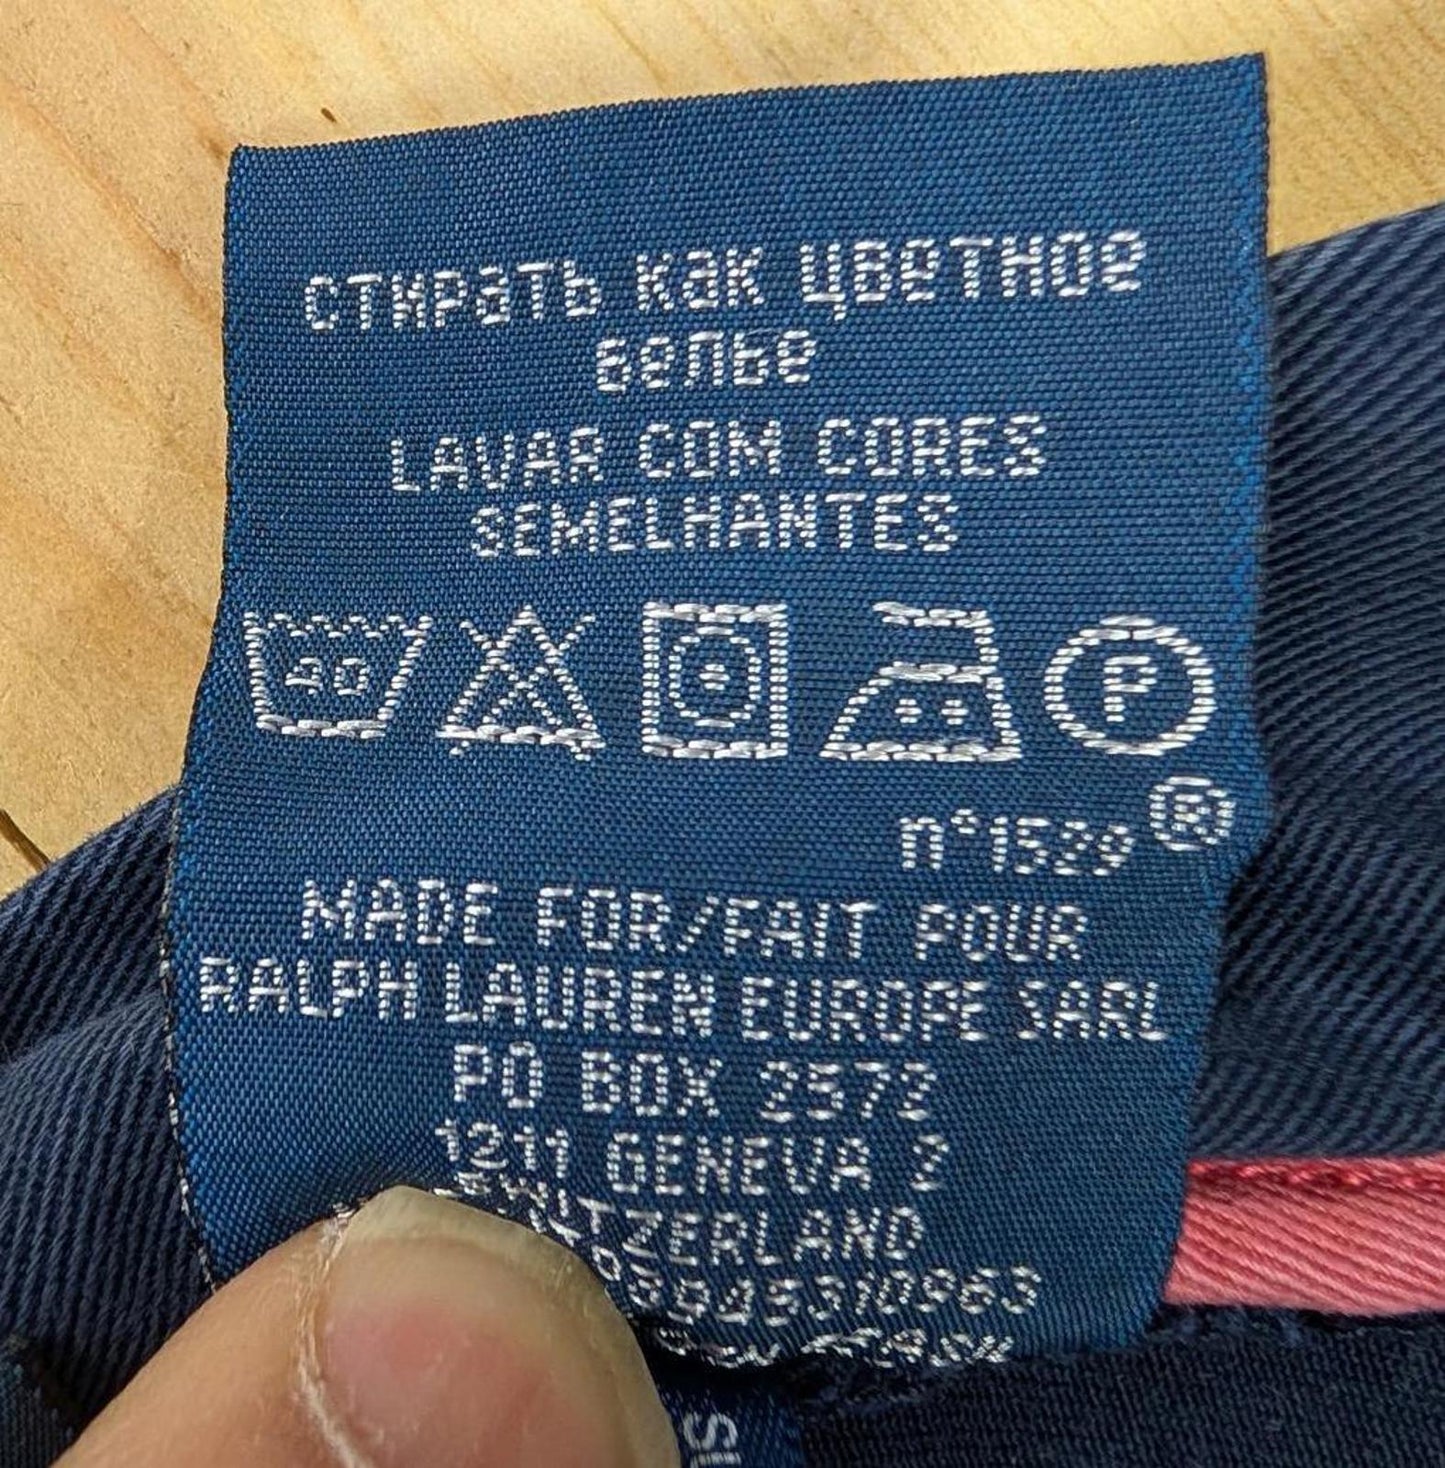 стирать как цветное
белье
LAVAR COM CORES
SEMELHANTES
40
P
n°1529 ®
MADE FOR/FAIT POUR
RALPH LAUREN EUROPE SARL
PO BOX 2572
1211 GENEVA 2
SWITZERLAND